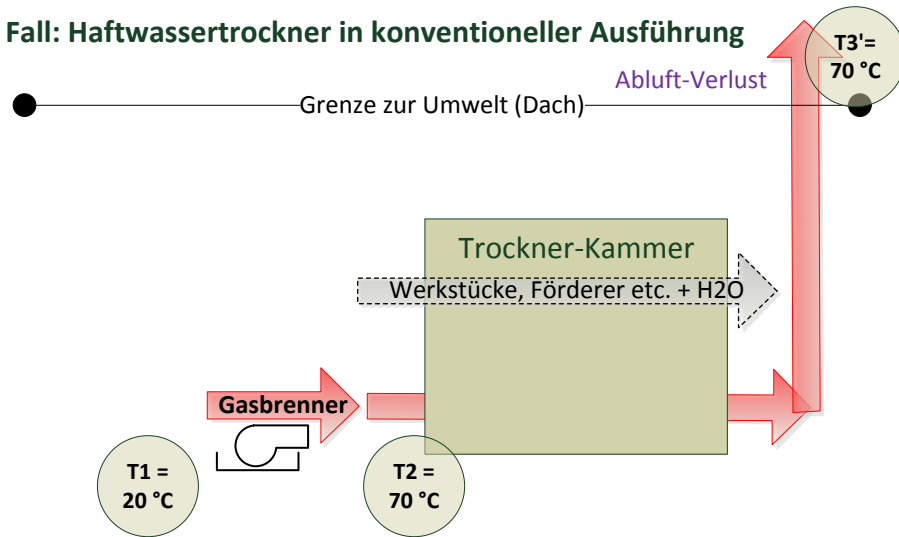 Fall: Haftwassertrockner in konventioneller Ausführung
T3'=
70 °C
Abluft-Verlust
Grenze zur Umwelt (Dach)
Trockner-Kammer
Werkstücke, Förderer etc. + H2O
Gasbrenner
T1 =
20 °C
T2 =
70 °C